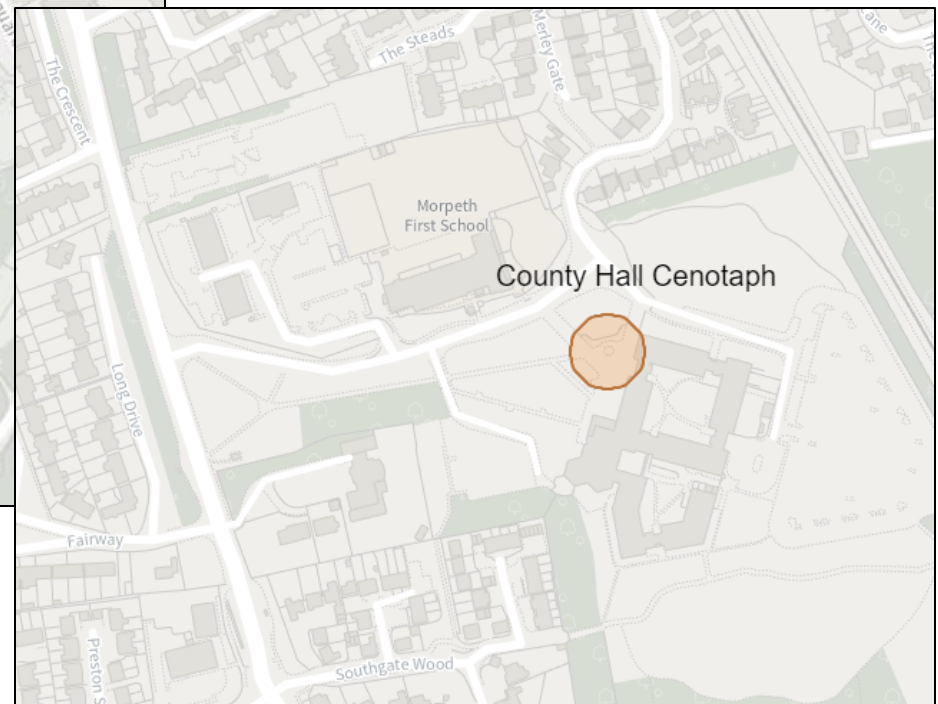 The Steads
Merley Gate
The Crescent
Morpeth
First School
County Hall Cenotaph
Long Drive
Fairway
Southgate Wood
Preston S